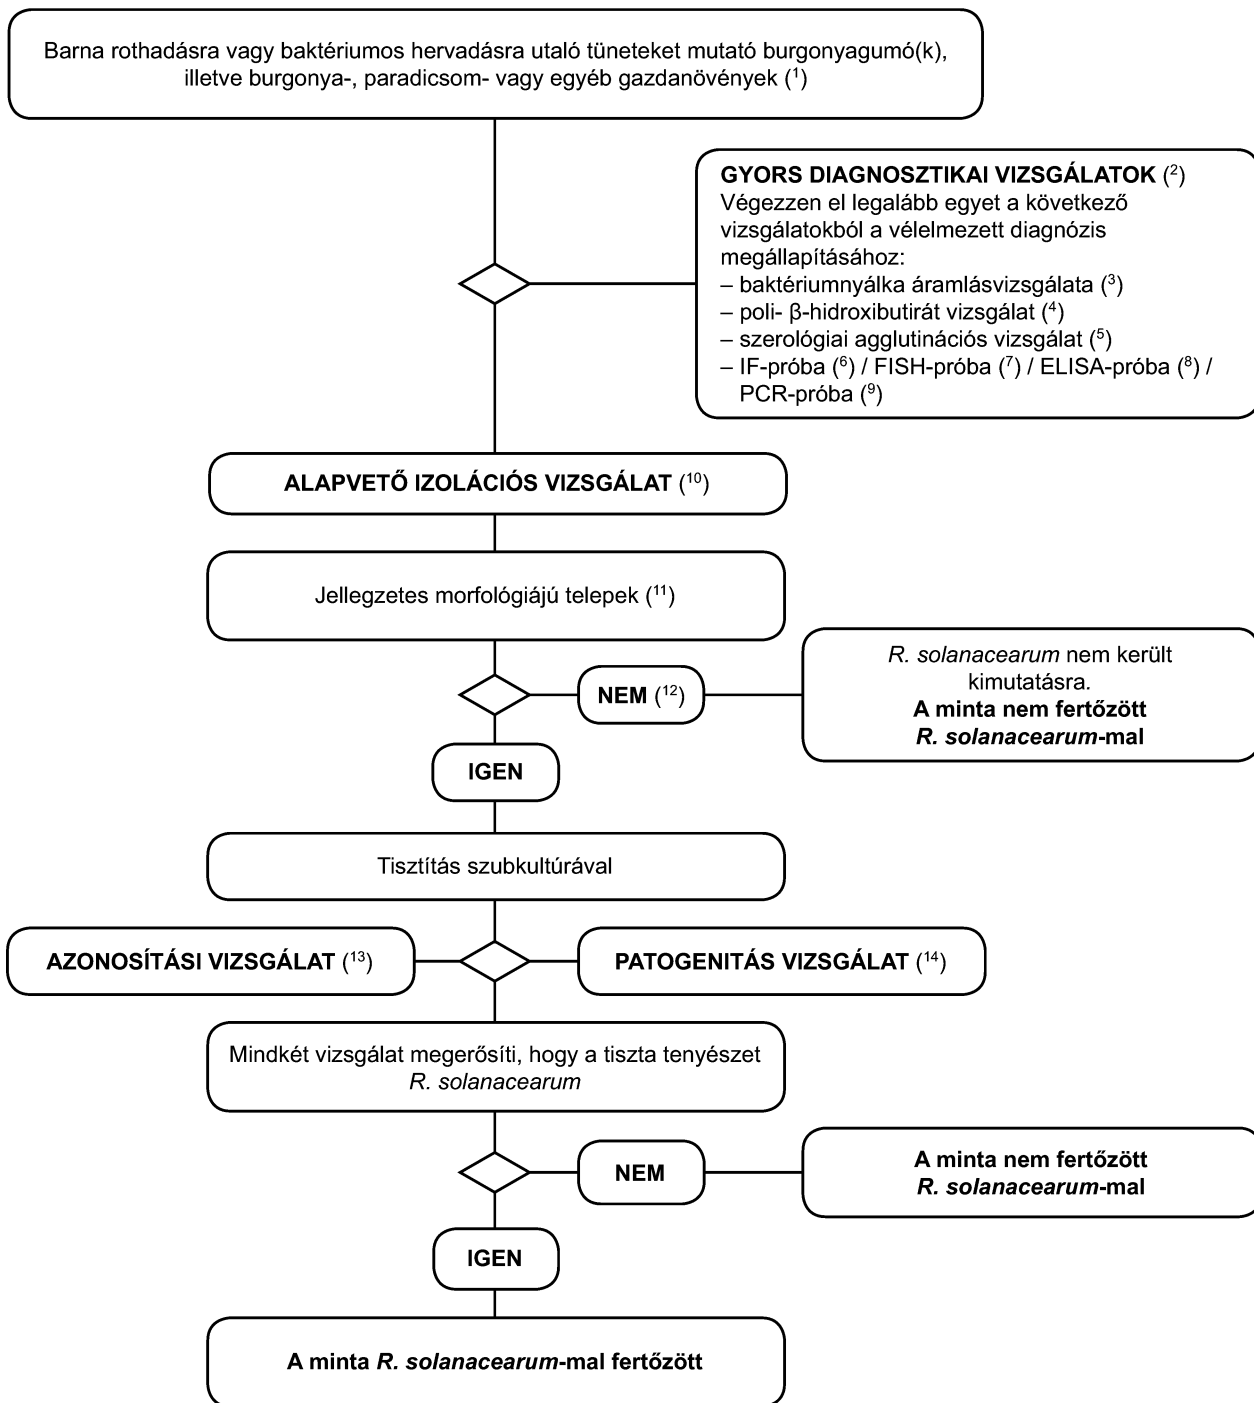 Barna rothadásra vagy baktériumos hervadásra utaló tüneteket mutató burgonyagumó(k),
illetve burgonya-, paradicsom- vagy egyéb gazdanövények (¹)
GYORS DIAGNOSZTIKAI VIZSGÁLATOK (²)
Végezzen el legalább egyet a következő
vizsgálatokból a vélelmezett diagnózis
megállapításához:
– baktériumnyálka áramlásvizsgálata (³)
– poli- β-hidroxibutirát vizsgálat (⁴)
– szerológiai agglutinációs vizsgálat (⁵)
– IF-próba (⁶) / FISH-próba (⁷) / ELISA-próba (⁸) /
PCR-próba (⁹)
ALAPVETŐ IZOLÁCIÓS VIZSGÁLAT (¹⁰)
Jellegzetes morfológiájú telepek (¹¹)
NEM (¹²)
R. solanacearum nem került
kimutatásra.
A minta nem fertőzött
R. solanacearum-mal
IGEN
Tisztítás szubkultúrával
AZONOSÍTÁSI VIZSGÁLAT (¹³)
PATOGENITÁS VIZSGÁLAT (¹⁴)
Mindkét vizsgálat megerősíti, hogy a tiszta tenyészet
R. solanacearum
NEM
A minta nem fertőzött
R. solanacearum-mal
IGEN
A minta R. solanacearum-mal fertőzött